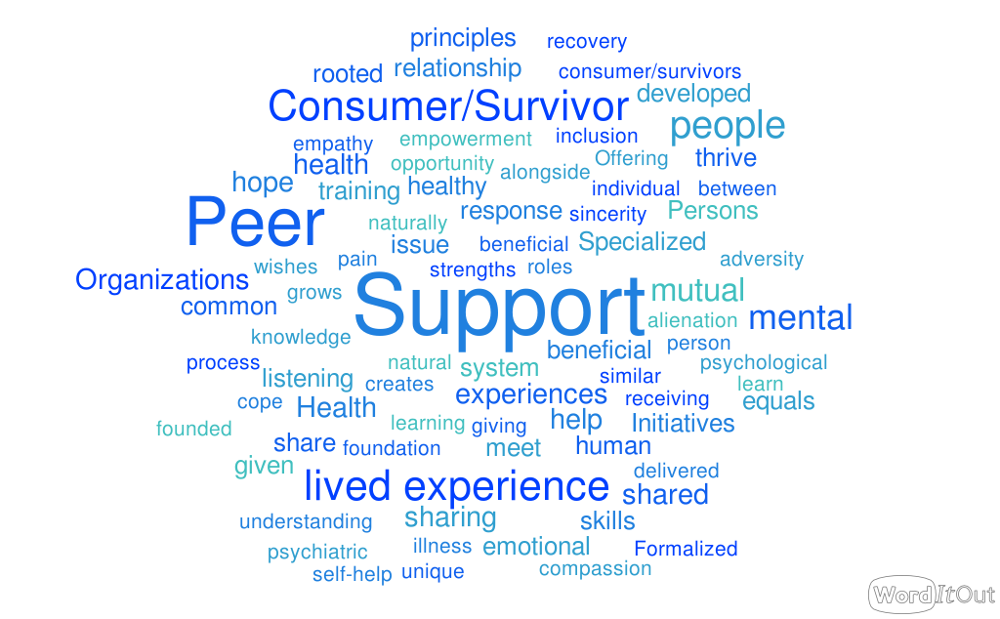 principles recovery
rooted relationship consumer/survivors
Consumer/Survivor developed
people
empathy empowerment inclusion
health opportunity alongside Offering thrive
hope training healthy individual between
Peer naturally response sincerity Persons
issue beneficial Specialized
wishes pain strengths roles adversity
Organizations grows Support mutual
common alienation mental
knowledge beneficial person
process natural system psychological
listening creates similar learn
cope Health experiences receiving equals
founded learning giving help Initiatives
share foundation meet human
given delivered
lived experience shared
understanding sharing skills
psychiatric illness emotional Formalized
self-help unique compassion
WordItOut